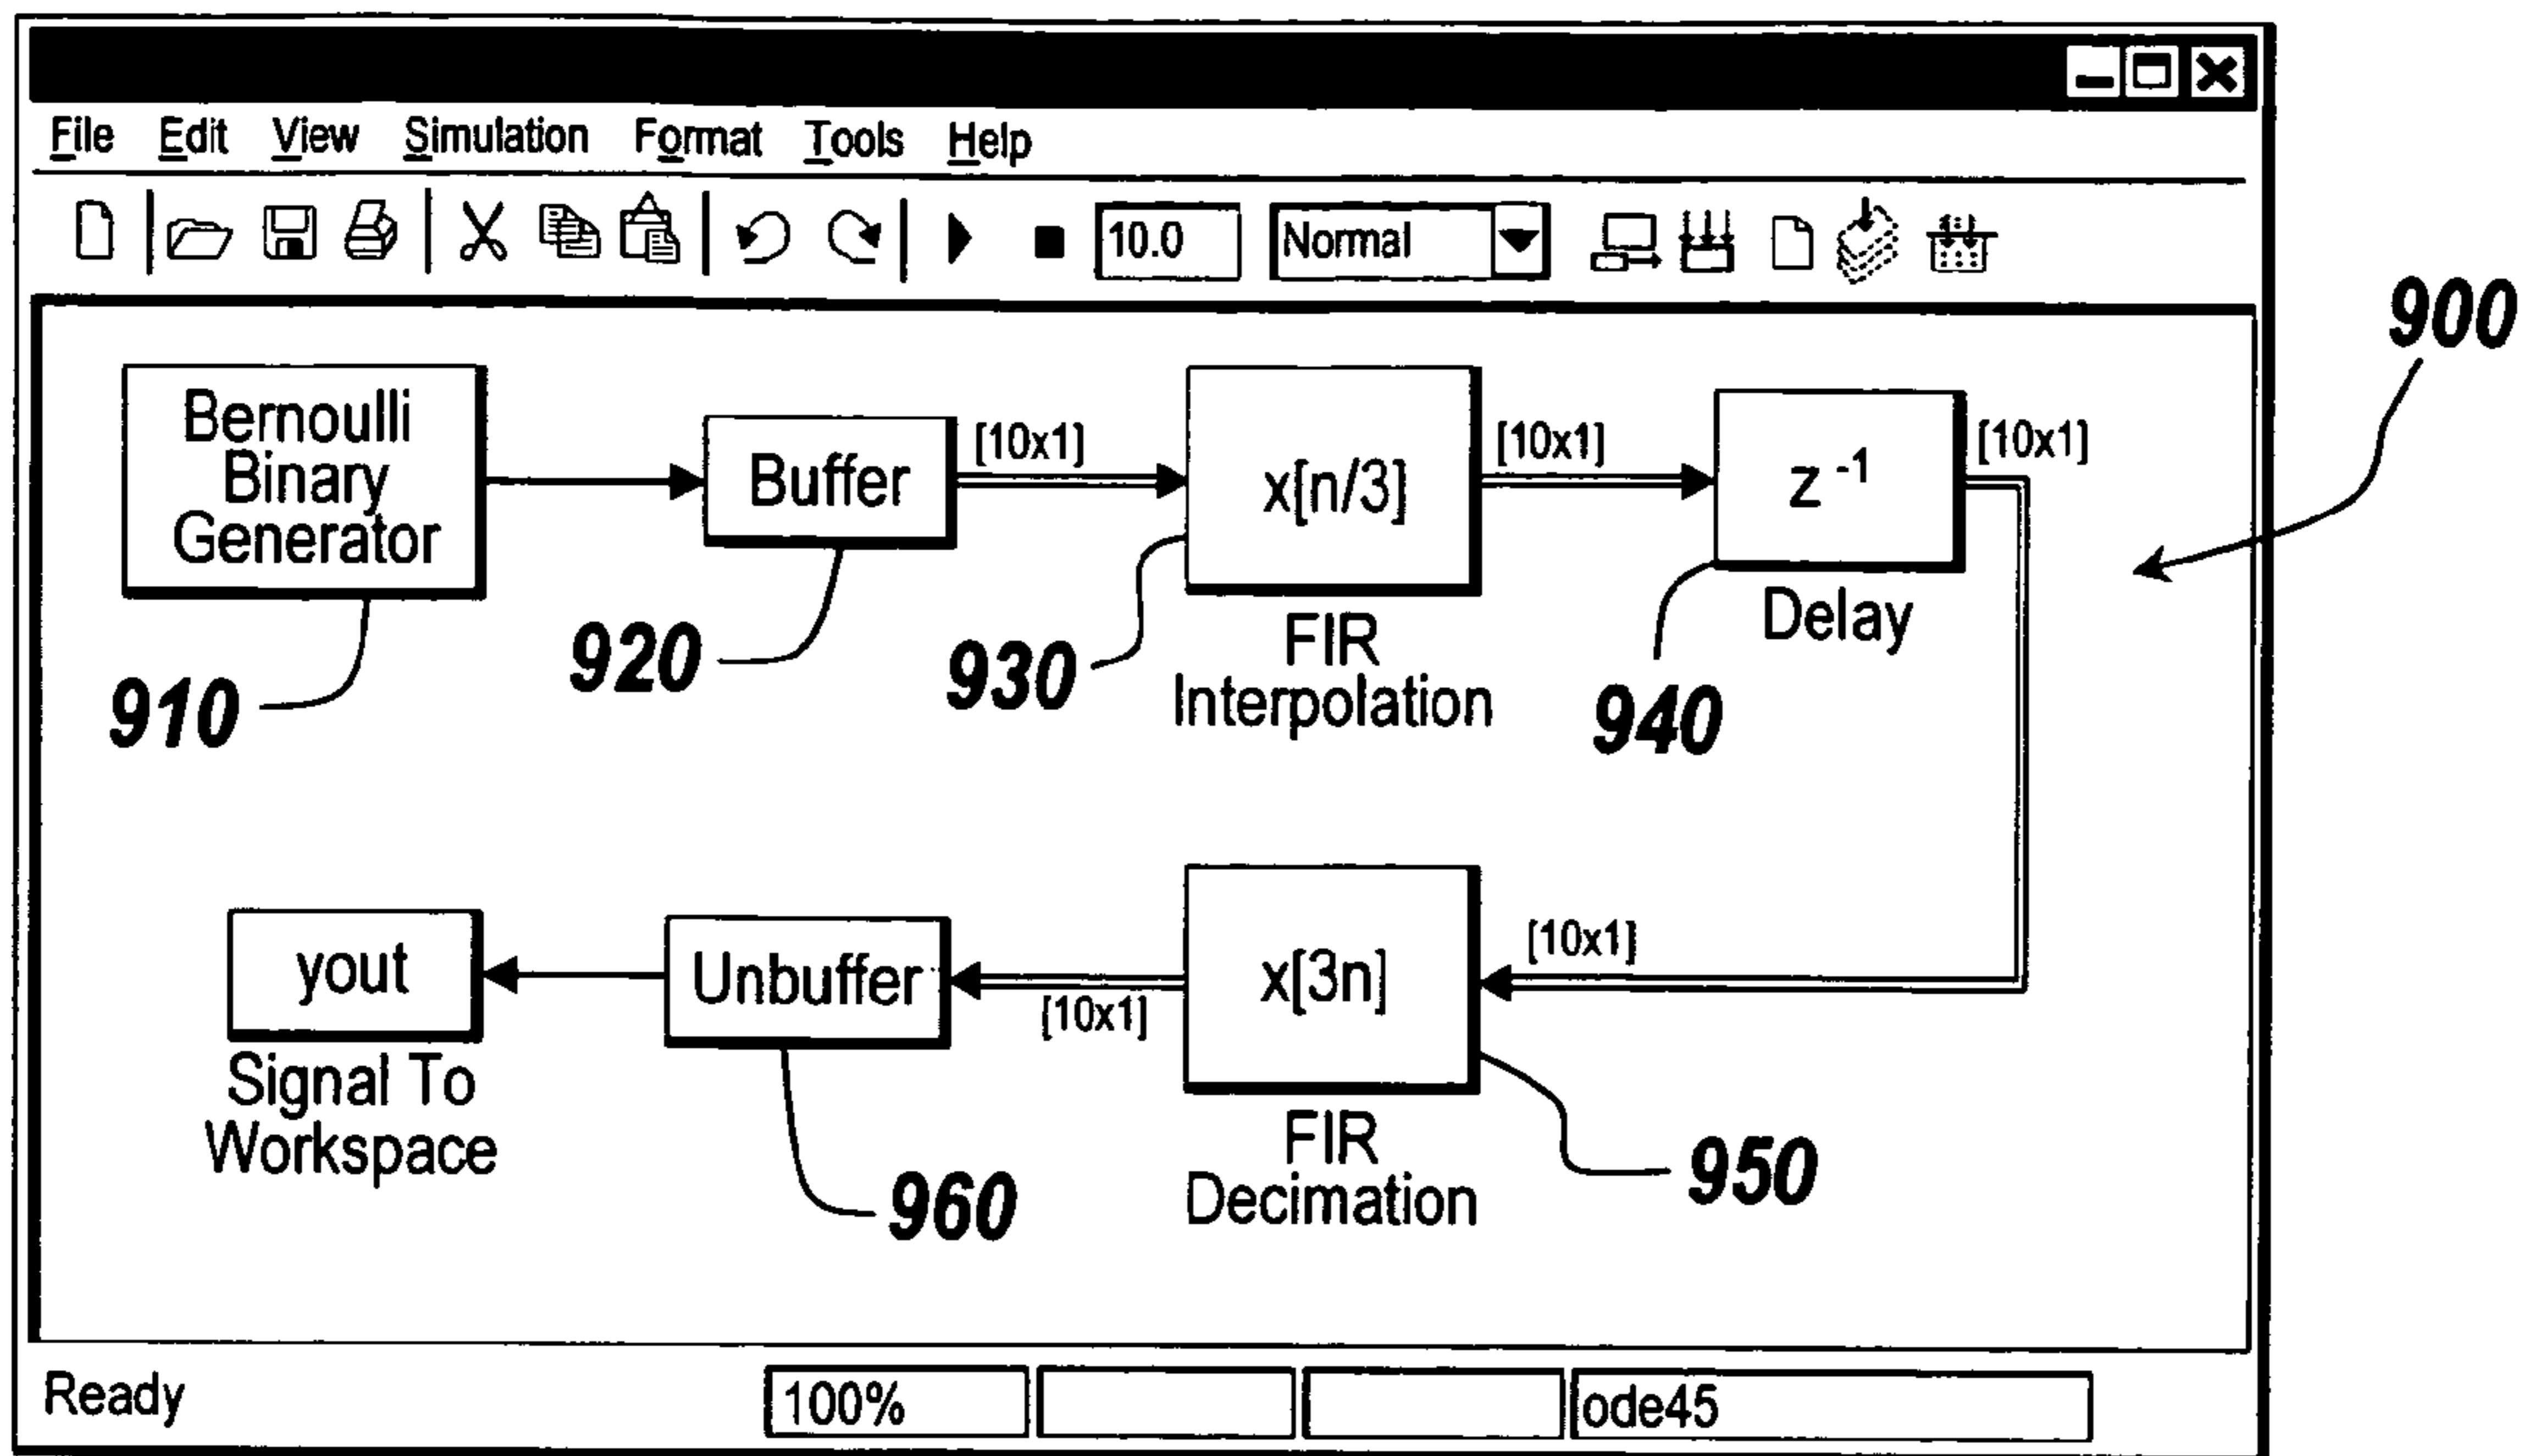 File Edit View Simulation Format Tools Help
10.0 Normal
900
Bernoulli
Binary
Generator
Buffer
[10x1]
x[n/3]
[10x1]
z⁻¹
[10x1]
FIR
Interpolation
Delay
910
920
930
940
yout
Signal To
Workspace
Unbuffer
[10x1]
x[3n]
[10x1]
FIR
Decimation
960
950
Ready 100% ode45